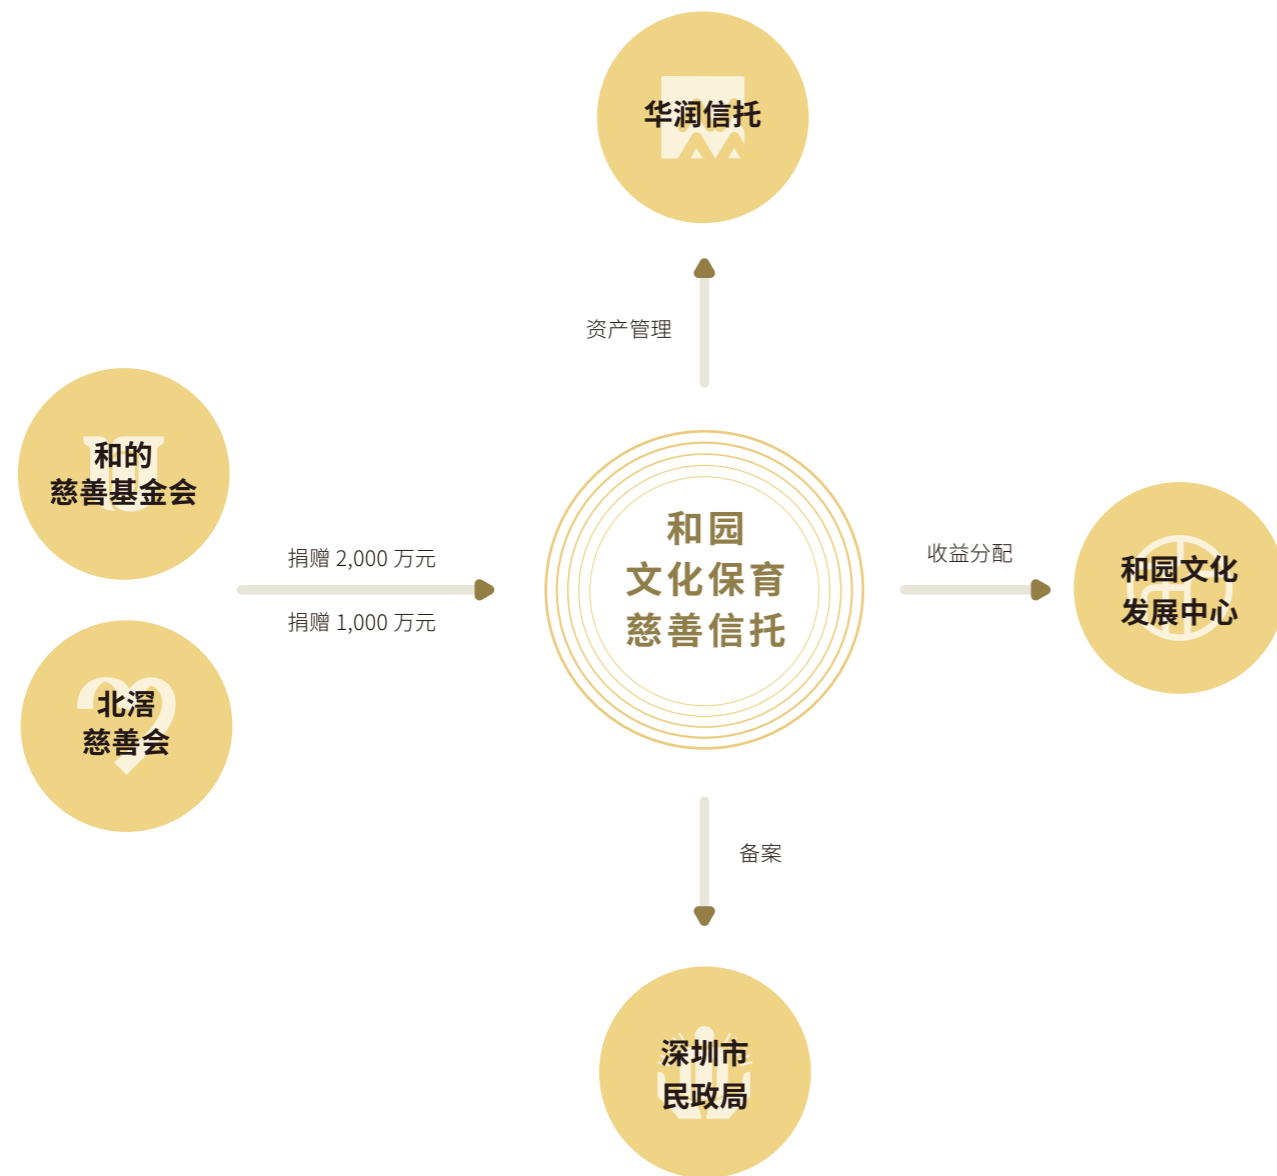 华润信托
资产管理
和的
慈善基金会
捐赠 2,000 万元
捐赠 1,000 万元
北滘
慈善会
和园
文化保育
慈善信托
收益分配
和园文化
发展中心
备案
深圳市
民政局